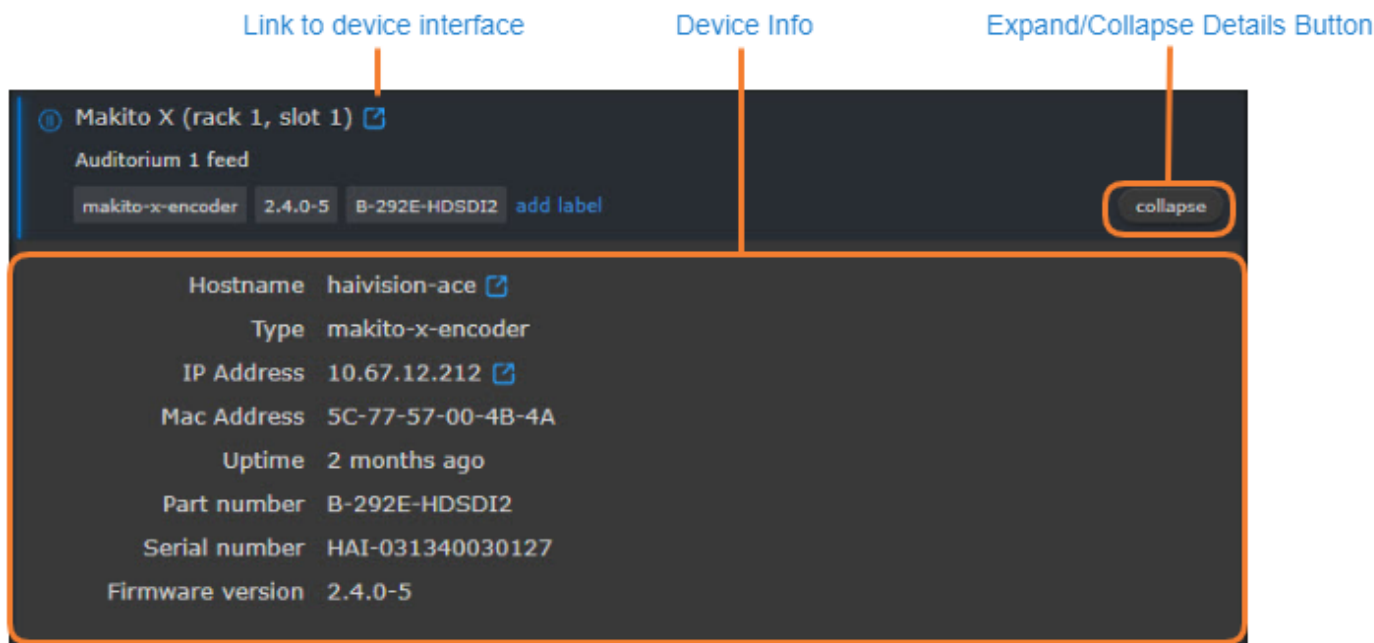 Link to device interface Device Info Expand/Collapse Details Button
Makito X (rack 1, slot 1)
Auditorium 1 feed
makito-x-encoder 2.4.0-5 B-292E-HDSDI2 add label collapse
Hostname haivision-ace
Type makito-x-encoder
IP Address 10.67.12.212
Mac Address 5C-77-57-00-4B-4A
Uptime 2 months ago
Part number B-292E-HDSDI2
Serial number HAI-031340030127
Firmware version 2.4.0-5